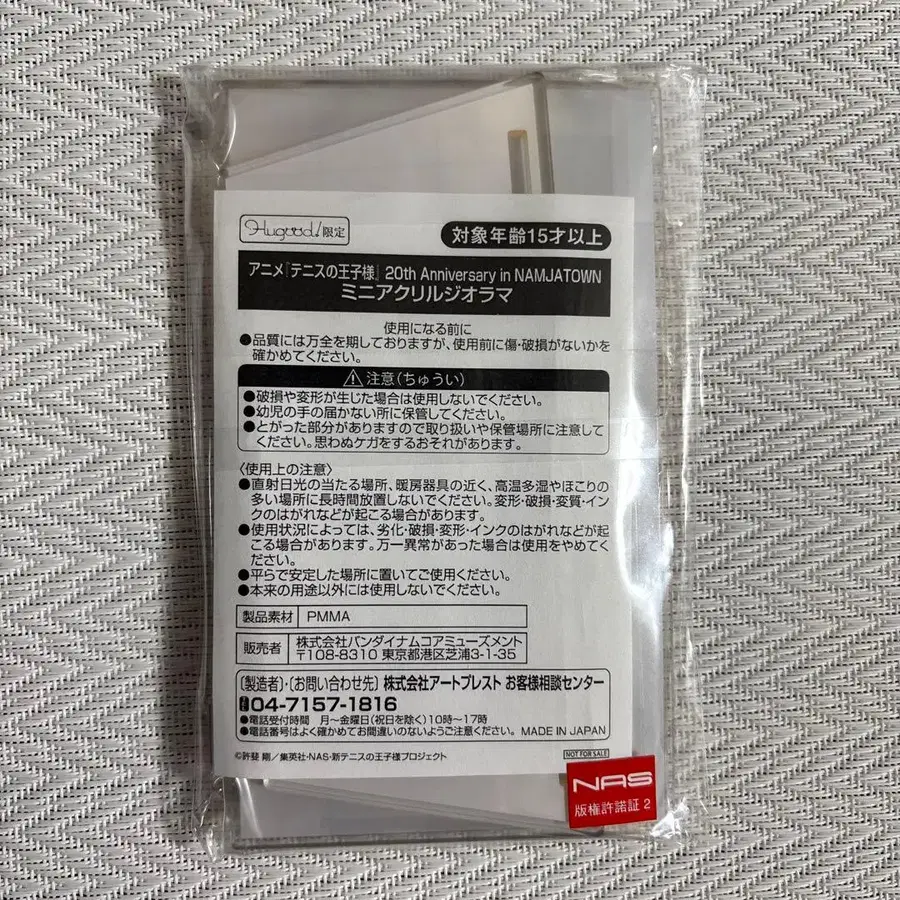 Hugood!限定
対象年齢15才以上
アニメ『テニスの王子様』 20th Anniversary in NAMJATOWN
ミニアクリルジオラマ
使用になる前に
●品質には万全を期しておりますが、使用前に傷・破損がないかを
確かめてください。
⚠注意(ちゅうい)
●破損や変形が生じた場合は使用しないでください。
●幼児の手の届かない所に保管してください。
●とがった部分がありますので取り扱いや保管場所に注意して
ください。思わぬケガをするおそれがあります。
〈使用上の注意〉
●直射日光の当たる場所、暖房器具の近く、高温多湿やほこりの
多い場所に長時間放置しないでください。変形・破損・変質・イン
クのはがれなどが起こる場合があります。
●使用状況によっては、劣化・破損・変形・インクのはがれなどが起
こる場合があります。万一異常があった場合は使用をやめてく
ださい。
●平らで安定した場所に置いてご使用ください。
●本来の用途以外には使用しないでください。
製品素材 PMMA
販売者 株式会社バンダイナムコアミューズメント
〒108-8310 東京都港区芝浦3-1-35
〔製造者〕・〔お問い合わせ先〕 株式会社アートプレスト お客様相談センター
04-7157-1816
●電話受付時間 月〜金曜日(祝日を除く)10時〜17時
●電話番号はよく確かめてお間違いのないようご注意ください。 MADE IN JAPAN
©許斐 剛/集英社・NAS・新テニスの王子様プロジェクト
NOT FOR SALE
NAS
版権許諾証 2